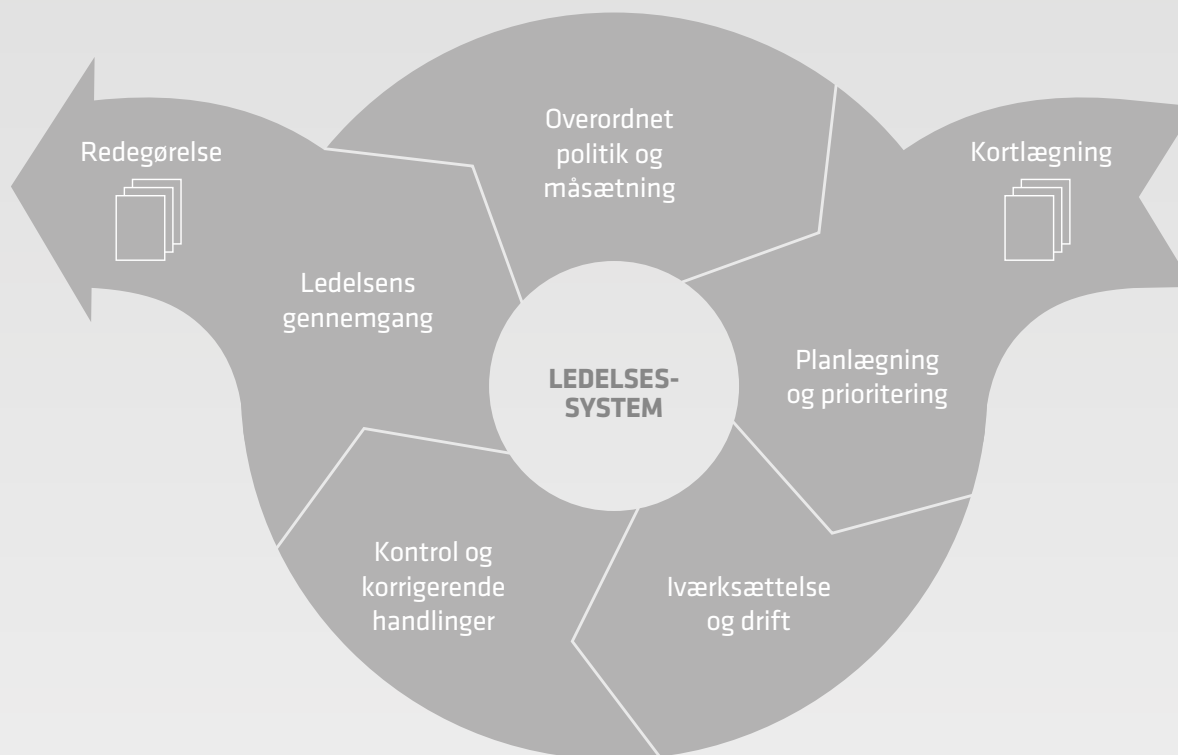 Overordnet
politik og
måsætning
Redegørelse
Kortlægning
Ledelsens
gennemgang
Planlægning
og prioritering
LEDELSES-
SYSTEM
Kontrol og
korrigerende
handlinger
Iværksættelse
og drift